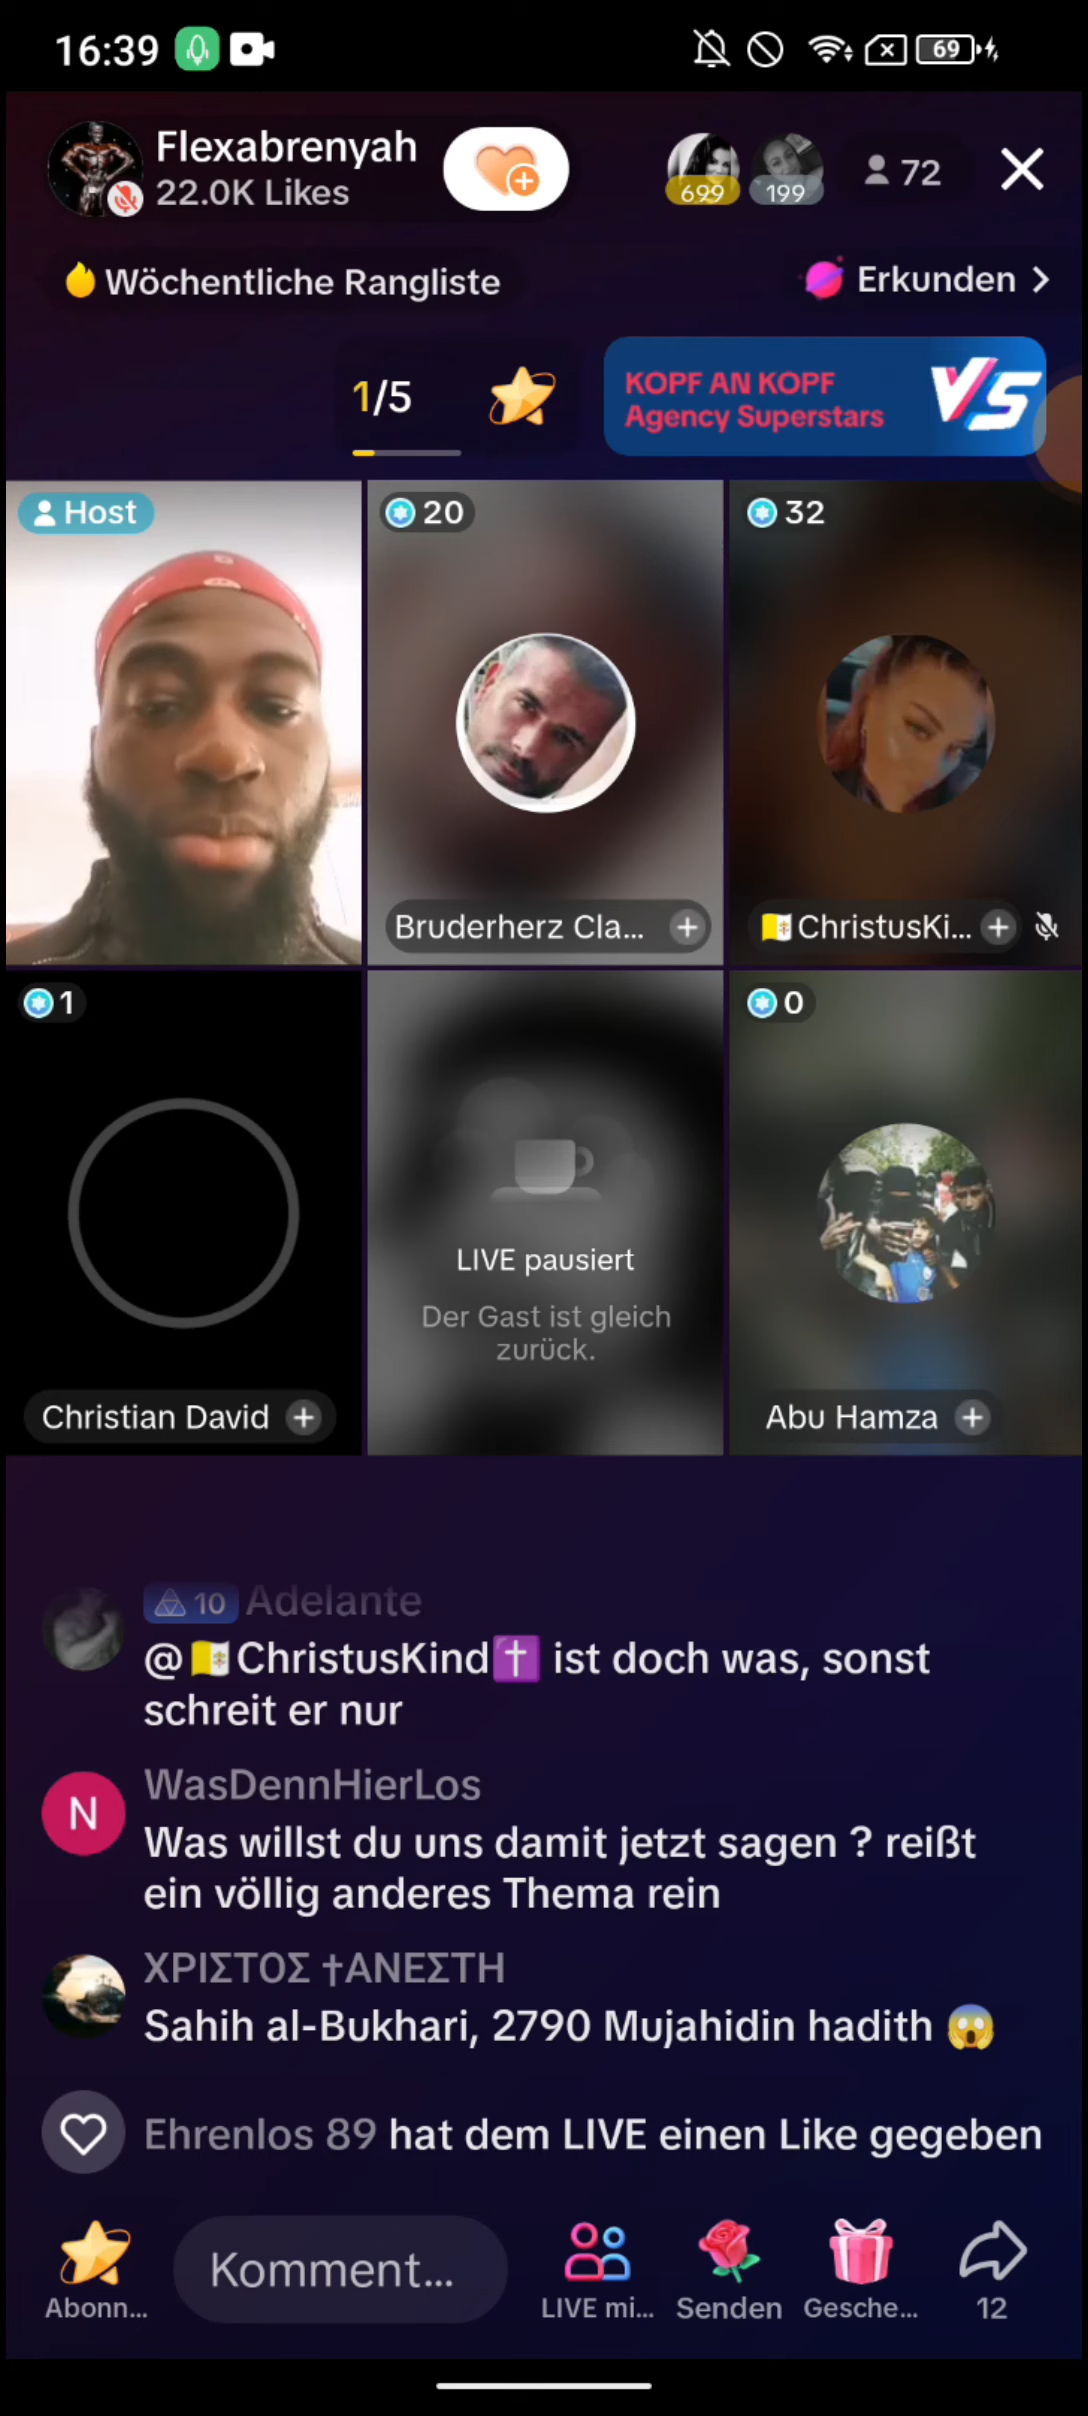 16:39
69
Flexabrenyah
22.0K Likes
699
199
72
Wöchentliche Rangliste
Erkunden >
1/5
KOPF AN KOPF
Agency Superstars
VS
Host
20
32
Bruderherz Cla...
ChristusKi...
1
0
LIVE pausiert
Der Gast ist gleich
zurück.
Christian David
Abu Hamza
10 Adelante
@🇻🇦ChristusKind✝️ ist doch was, sonst
schreit er nur
N
WasDennHierLos
Was willst du uns damit jetzt sagen ? reißt
ein völlig anderes Thema rein
ΧΡΙΣΤΟΣ †ΑΝΕΣΤΗ
Sahih al-Bukhari, 2790 Mujahidin hadith 😱
Ehrenlos 89 hat dem LIVE einen Like gegeben
Komment...
Abonn...
LIVE mi...
Senden
Gesche...
12